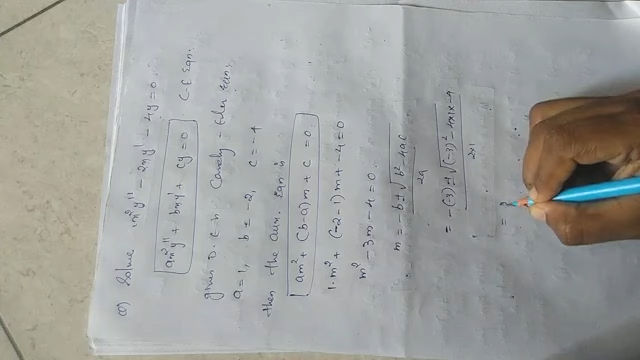 Q) Solve x²y'' - 2xy' - 4y = 0.
ax²y'' + bxy' + cy = 0 C-E Eqn.
given D.E is Cauchy - Euler Eqn,
a = 1, b = -2, c = -4
then the aux. Eqn is
am² + (b-a)m + c = 0
1·m² + (-2-1)m + -4 = 0
m² - 3m - 4 = 0
m = -b ± √b² - 4ac / 2a
= -(-3) ± √(-3)² - 4×1×-4 / 2×1
= 3